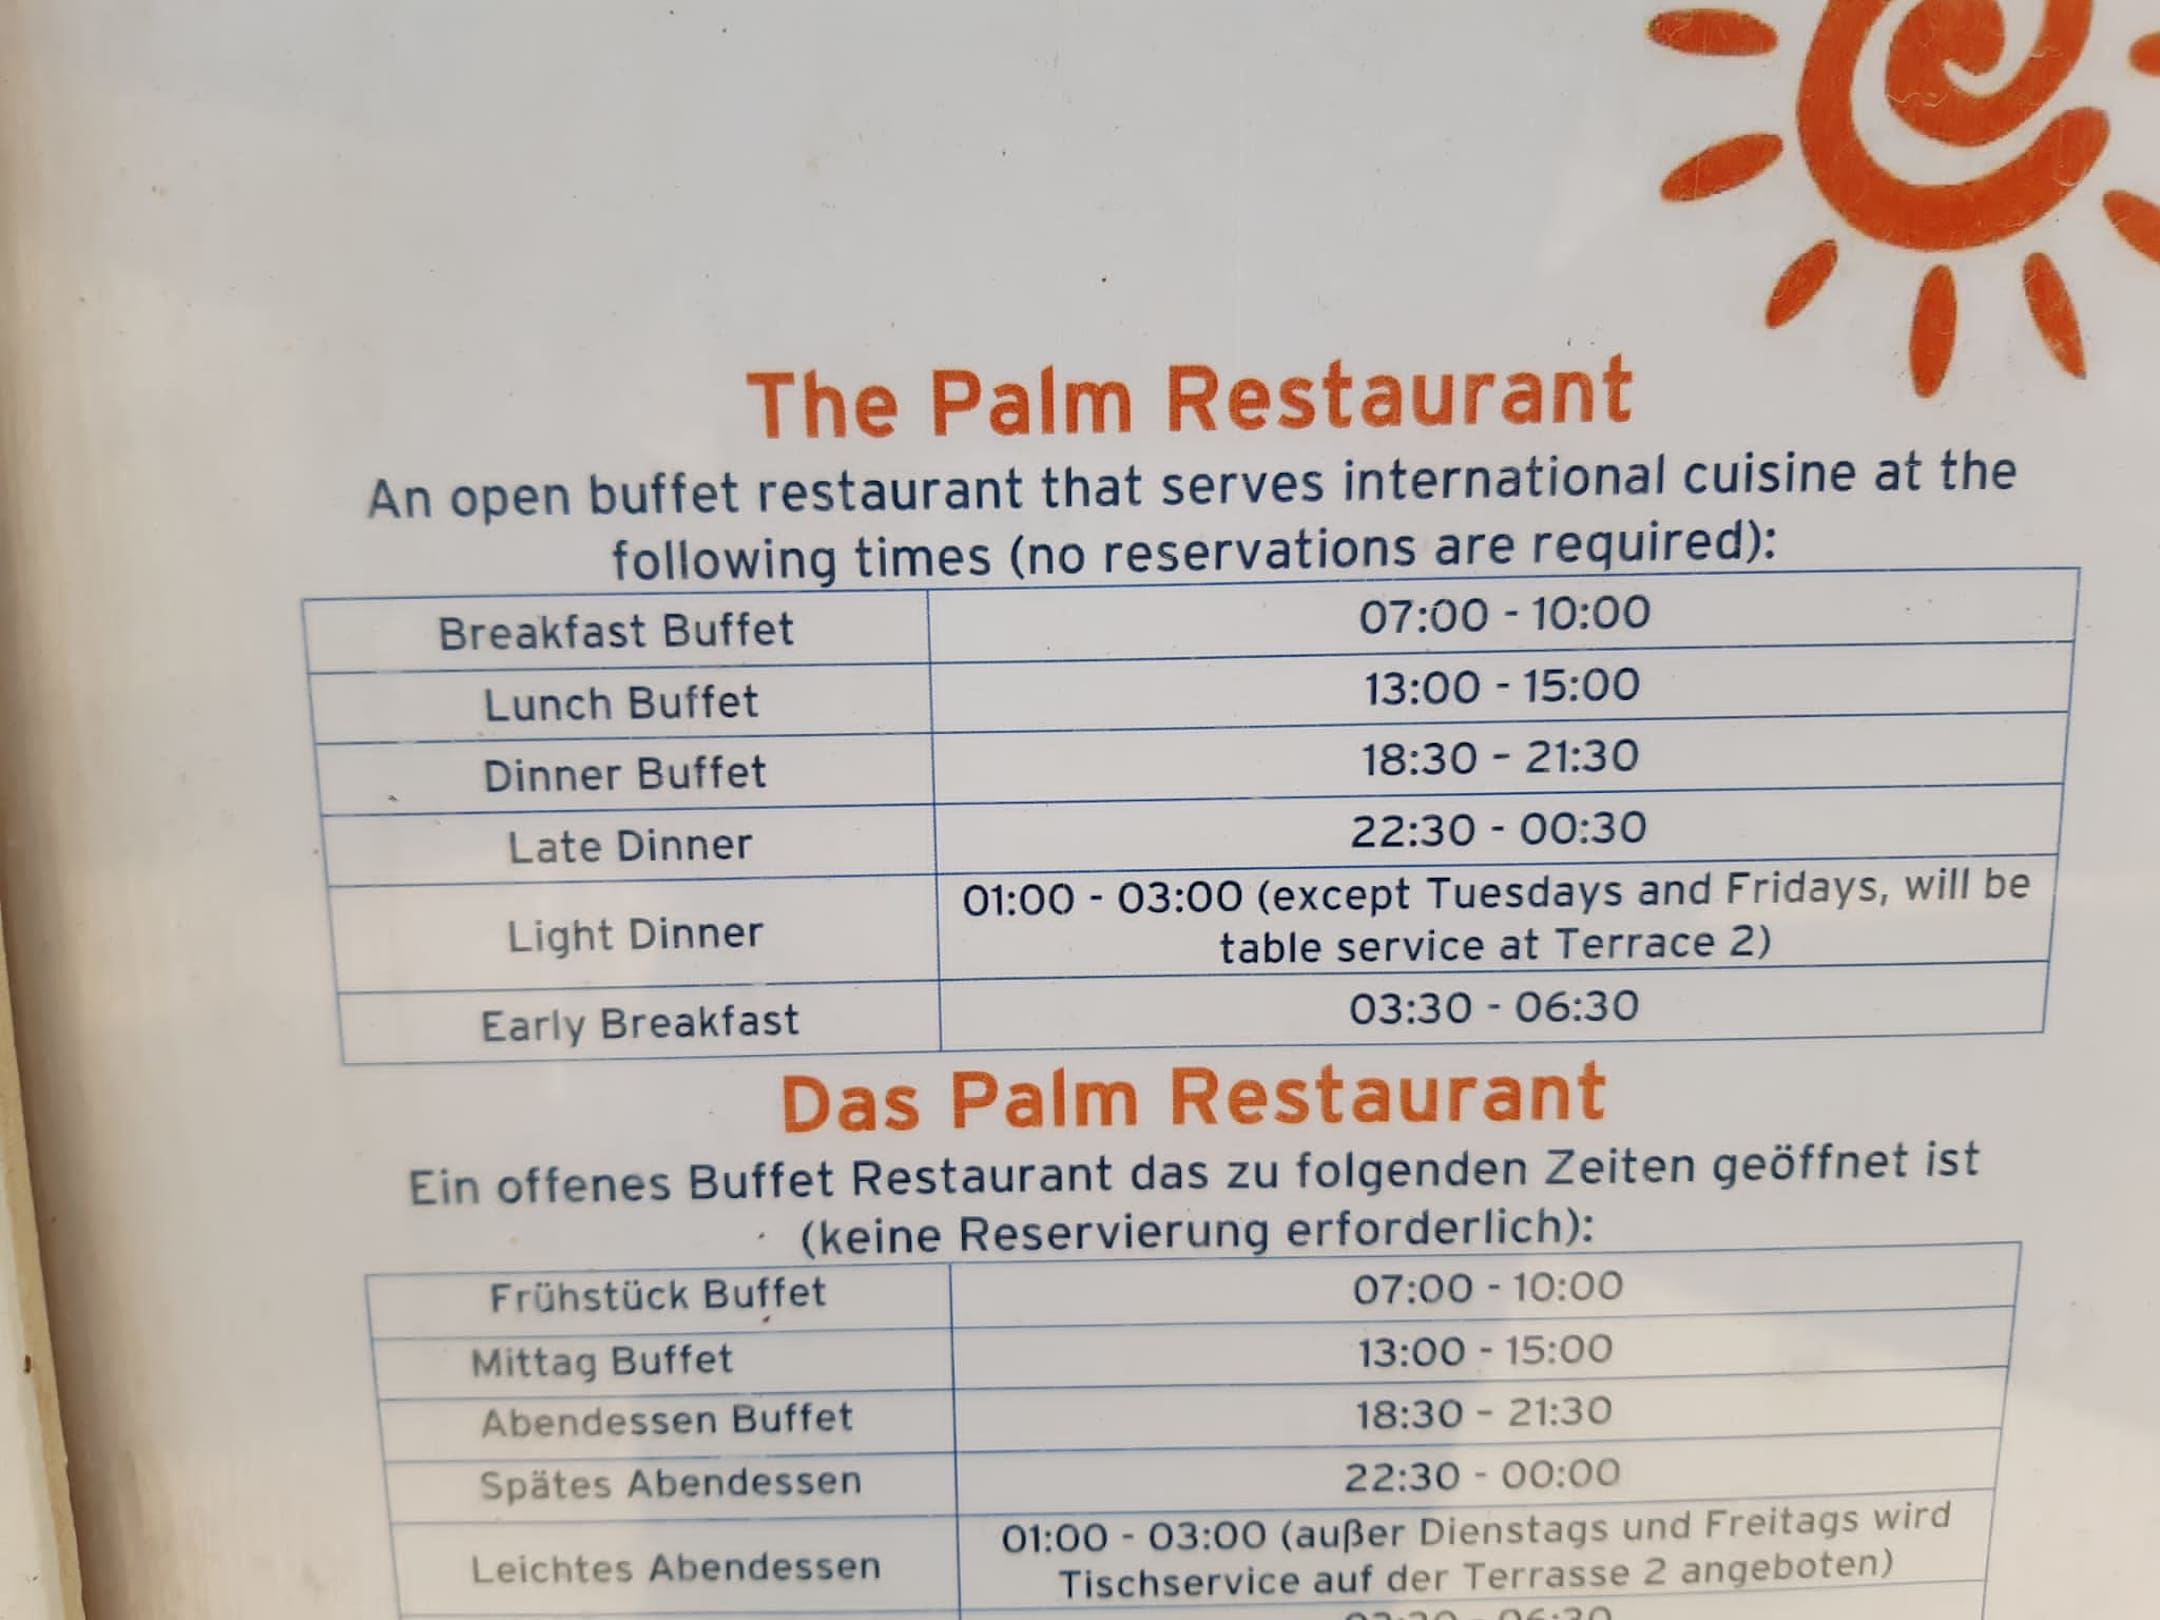 The Palm Restaurant
An open buffet restaurant that serves international cuisine at the
following times (no reservations are required):
Breakfast Buffet 07:00 - 10:00
Lunch Buffet 13:00 - 15:00
Dinner Buffet 18:30 - 21:30
Late Dinner 22:30 - 00:30
Light Dinner 01:00 - 03:00 (except Tuesdays and Fridays, will be
table service at Terrace 2)
Early Breakfast 03:30 - 06:30
Das Palm Restaurant
Ein offenes Buffet Restaurant das zu folgenden Zeiten geöffnet ist
(keine Reservierung erforderlich):
Frühstück Buffet 07:00 - 10:00
Mittag Buffet 13:00 - 15:00
Abendessen Buffet 18:30 - 21:30
Spätes Abendessen 22:30 - 00:00
Leichtes Abendessen 01:00 - 03:00 (außer Dienstags und Freitags wird
Tischservice auf der Terrasse 2 angeboten)